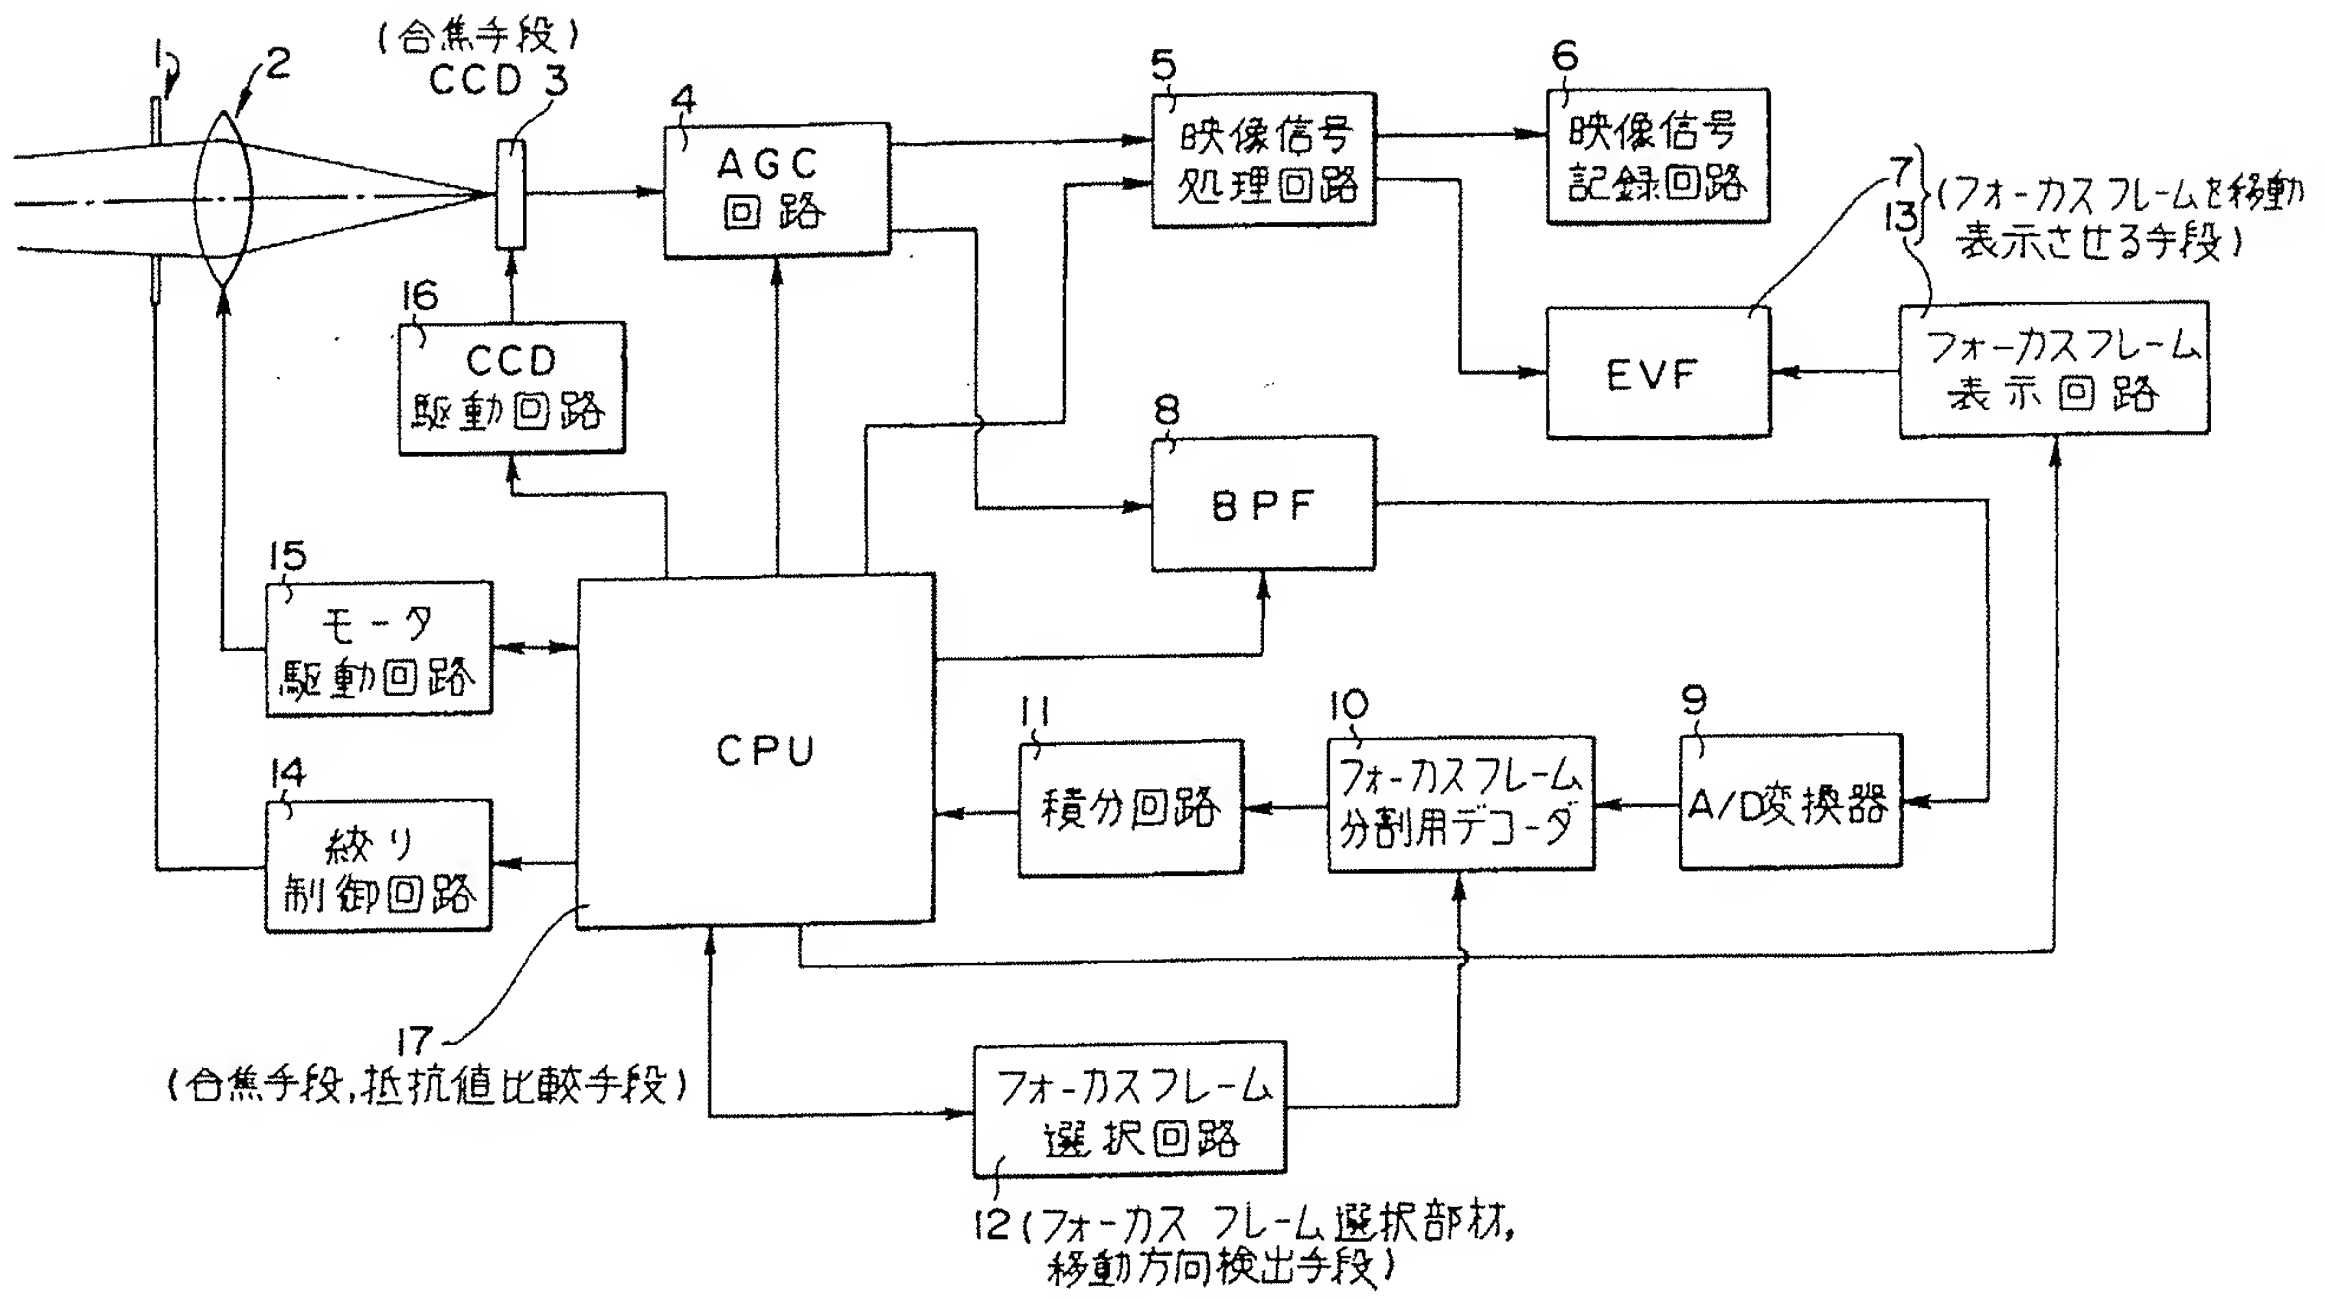 (合焦手段)
CCD 3
1
2
4
AGC
回路
5
映像信号
処理回路
6
映像信号
記録回路
7
13
(フォーカスフレームを移動
表示させる手段)
16
CCD
駆動回路
EVF
フォーカスフレーム
表示回路
8
BPF
15
モータ
駆動回路
CPU
11
積分回路
10
フォーカスフレーム
分割用デコーダ
9
A/D変換器
14
絞り
制御回路
17
(合焦手段,抵抗値比較手段)
フォーカスフレーム
選択回路
12(フォーカス フレーム選択部材,
移動方向検出手段)